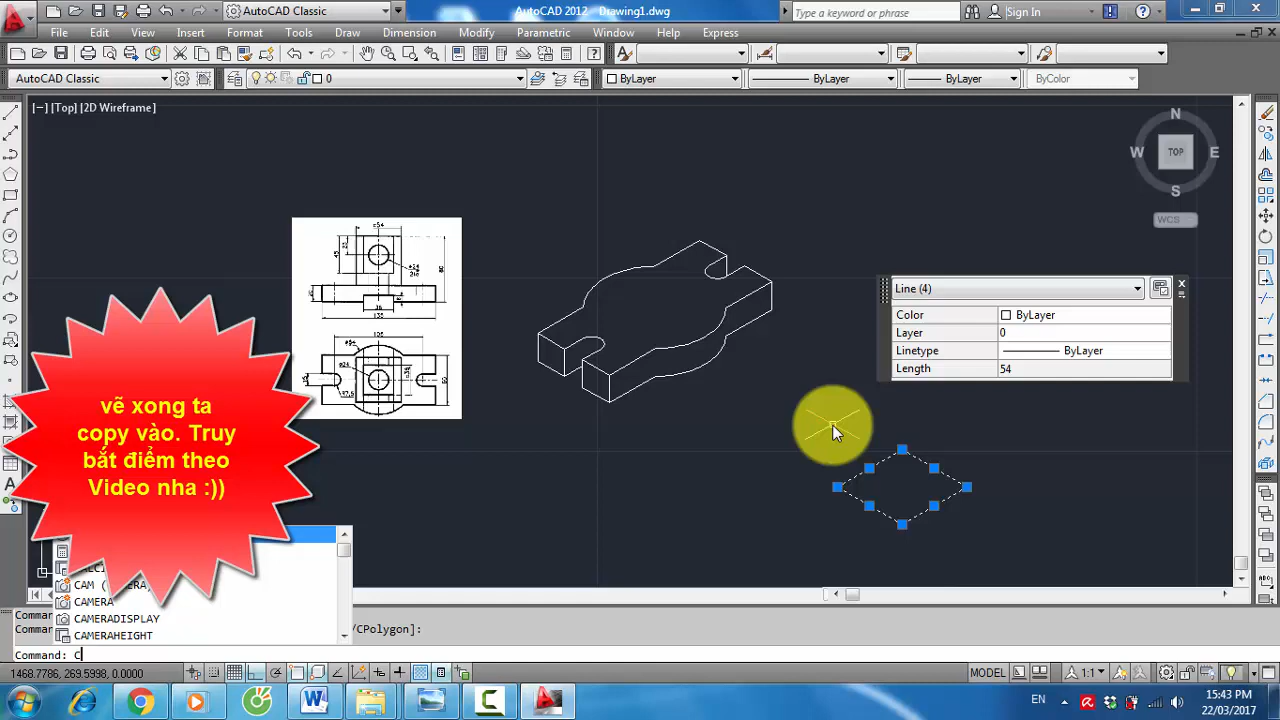 AutoCAD Classic
AutoCAD 2012 Drawing1.dwg
Type a keyword or phrase
Sign In
File Edit View Insert Format Tools Draw Dimension Modify Parametric Window Help Express
AutoCAD Classic
0
ByLayer
ByLayer
ByLayer
ByColor
[−] [Top] [2D Wireframe]
N
W TOP E
S
WCS
Line (4)
Color ByLayer
Layer 0
Linetype ByLayer
Length 54
vẽ xong ta
copy vào. Truy
bắt điểm theo
Video nha :))
CAMERA
CAMERADISPLAY
CAMERAHEIGHT
/CPolygon]:
Command: C
1468.7786, 269.5998, 0.0000
MODEL
1:1
EN
15:43 PM
22/03/2017